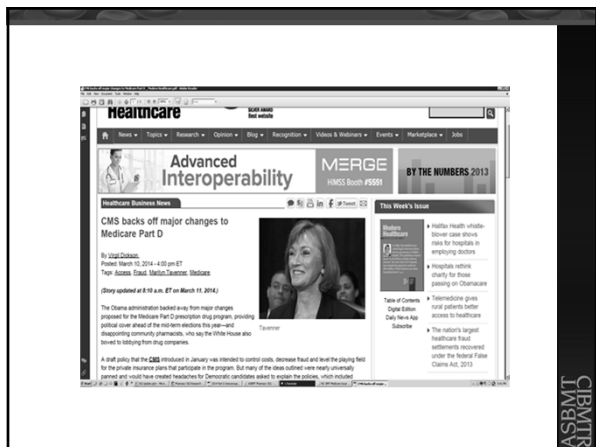 Healthcare
SILVER AWARD
Best website
News Topics Research Opinion Blog Recognition Videos & Webinars Events Marketplace Jobs
Advanced
Interoperability
MERGE
HIMSS Booth #5551
BY THE NUMBERS 2013
Healthcare Business News
Tweet
CMS backs off major changes to
Medicare Part D
By Virgil Dickson
Posted: March 10, 2014 - 4:00 pm ET
Tags: Access, Fraud, Marilyn Tavenner, Medicare
(Story updated at 9:10 a.m. ET on March 11, 2014.)
The Obama administration backed away from major changes
proposed for the Medicare Part D prescription drug program, providing
political cover ahead of the mid-term elections this year—and
disappointing community pharmacists, who say the White House also
bowed to lobbying from drug companies.
Tavenner
A draft policy that the CMS introduced in January was intended to control costs, decrease fraud and level the playing field
for the private insurance plans that participate in the program. But many of the ideas outlined were nearly universally
panned and would have created headaches for Democratic candidates asked to explain the policies, which included
This Week's Issue
Modern
Healthcare
Table of Contents
Digital Edition
Daily News App
Subscribe
Halifax Health whistle-
blower case shows
risks for hospitals in
employing doctors
Hospitals rethink
charity for those
passing on Obamacare
Telemedicine gives
rural patients better
access to healthcare
The nation's largest
healthcare fraud
settlements recovered
under the federal False
Claims Act, 2013
ASBMT
CIBMTR